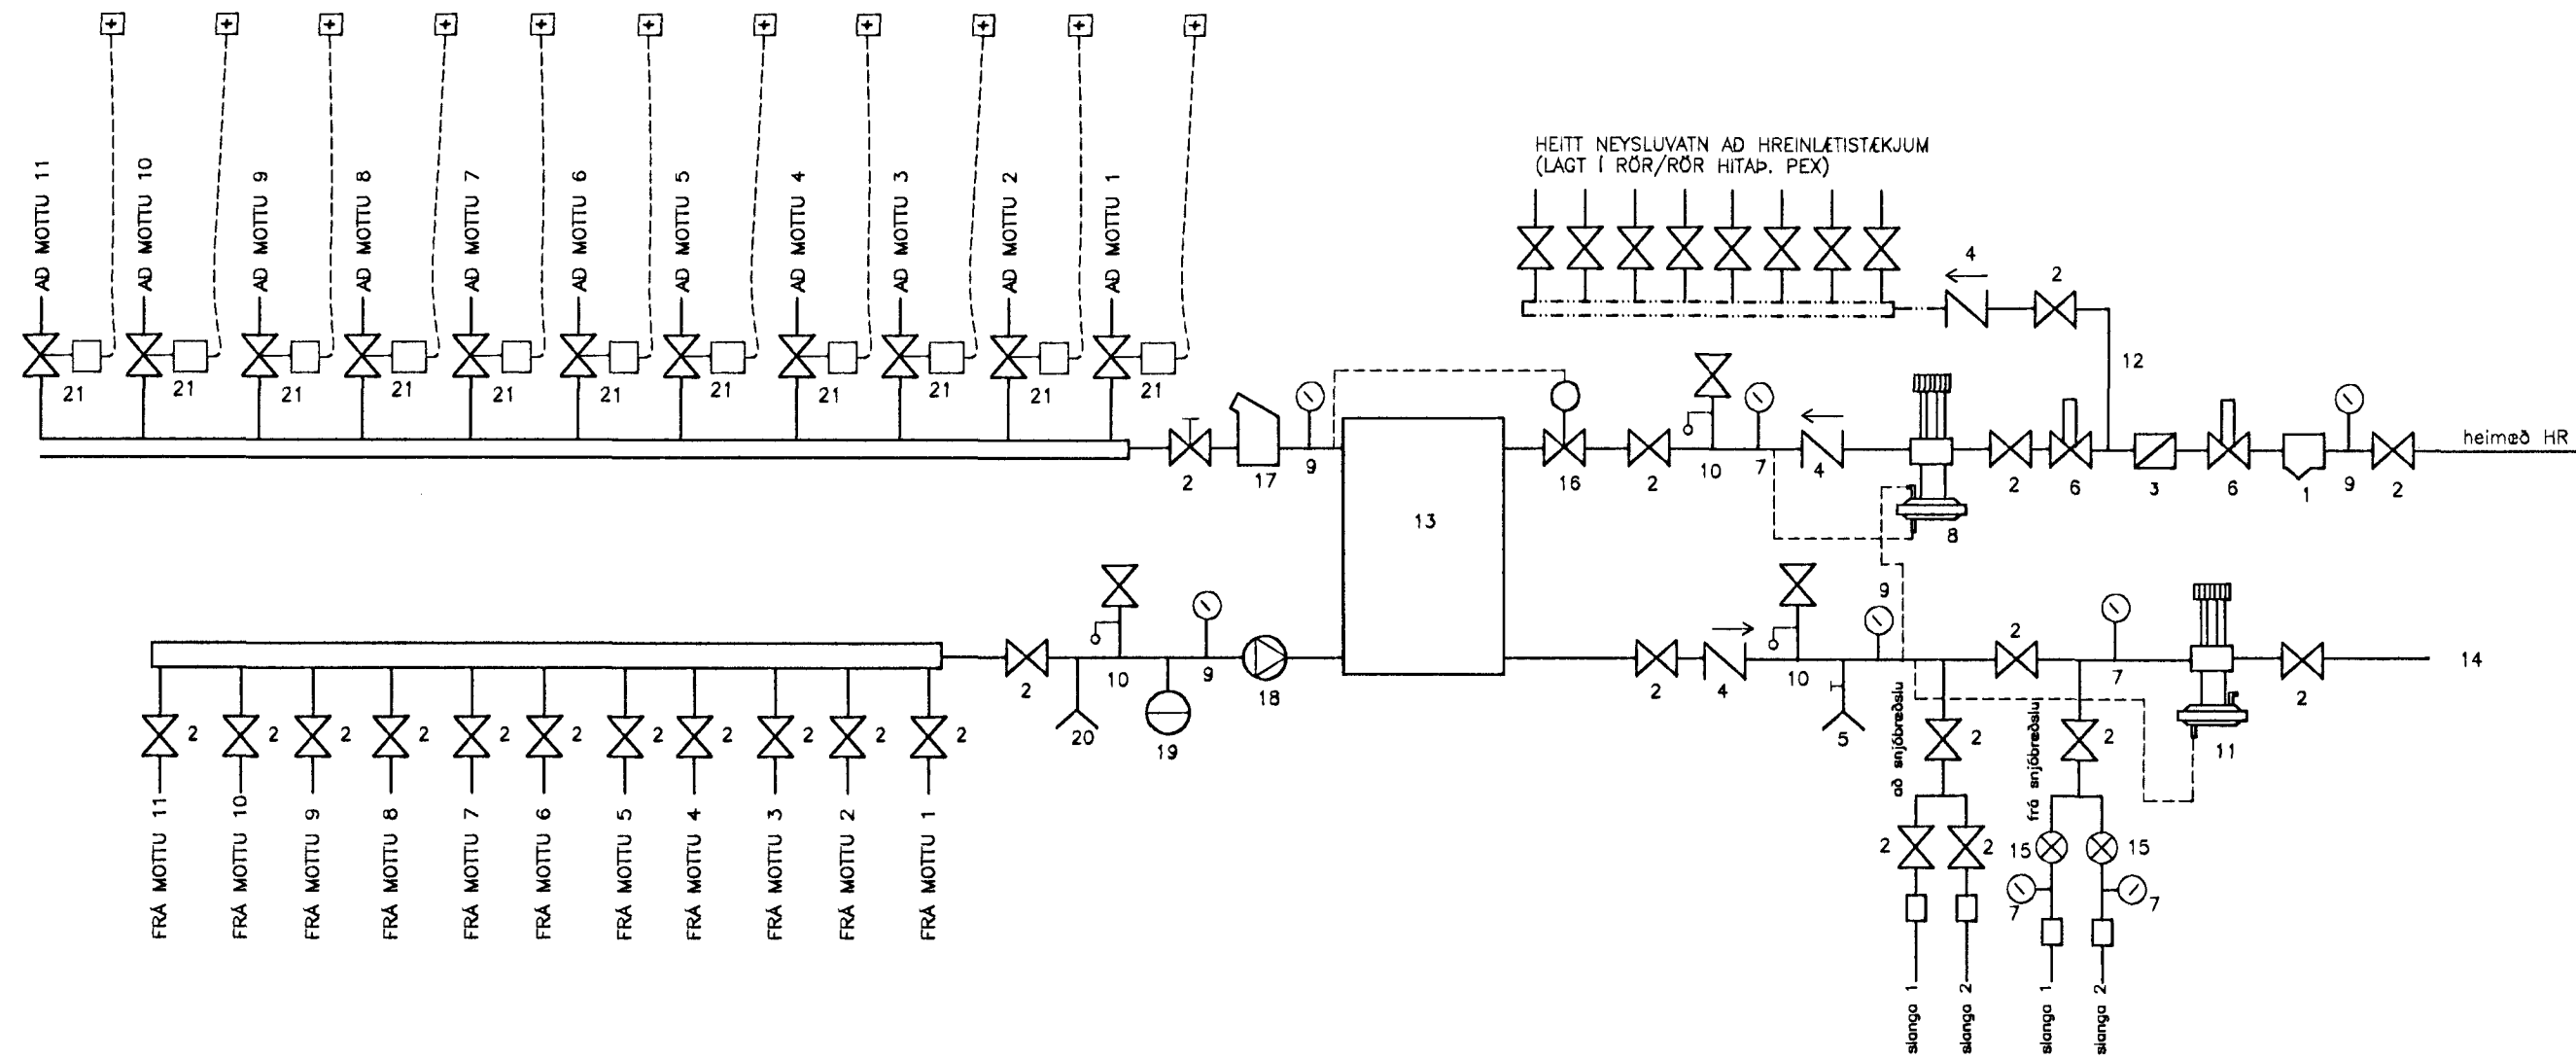 AÐ MOTTU 11
AÐ MOTTU 10
AÐ MOTTU 9
AÐ MOTTU 8
AÐ MOTTU 7
AÐ MOTTU 6
AÐ MOTTU 5
AÐ MOTTU 4
AÐ MOTTU 3
AÐ MOTTU 2
AÐ MOTTU 1
21
21
21
21
21
21
21
21
21
21
21
HEITT NEYSLUVATN AÐ HREINLÆTISTÆKJUM
(LAGT Í RÖR/RÖR HITAÞ. PEX)
4
2
12
2
17
9
16
2
10
7
4
8
2
6
3
6
1
9
2
heimæð HR
13
2
20
10
19
9
18
2
4
10
5
9
2
7
11
2
14
2
2
2
2
2
2
2
2
2
2
2
FRÁ MOTTU 11
FRÁ MOTTU 10
FRÁ MOTTU 9
FRÁ MOTTU 8
FRÁ MOTTU 7
FRÁ MOTTU 6
FRÁ MOTTU 5
FRÁ MOTTU 4
FRÁ MOTTU 3
FRÁ MOTTU 2
FRÁ MOTTU 1
að snjóbræðslu
2
frá snjóbræðslu
2
2
2
15
15
7
7
slanga 1
slanga 2
slanga 1
slanga 2